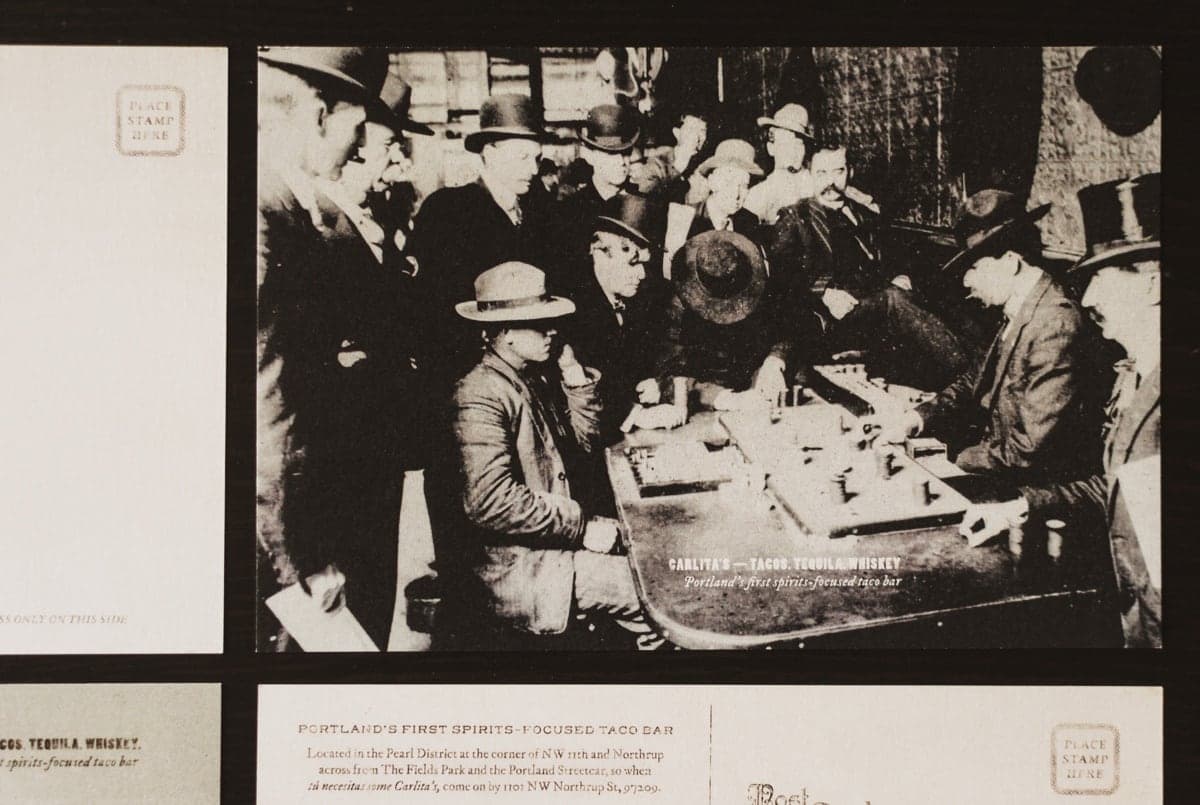 PLACE
STAMP
HERE
SS ONLY ON THIS SIDE
CARLITA'S — TACOS. TEQUILA. WHISKEY
Portland's first spirits-focused taco bar
COS. TEQUILA. WHISKEY.
t spirits-focused taco bar
PORTLAND'S FIRST SPIRITS-FOCUSED TACO BAR
Located in the Pearl District at the corner of NW 11th and Northrup
across from The Fields Park and the Portland Streetcar, so when
tú necesitas some Carlita's, come on by 1101 NW Northrup St, 97209.
PLACE
STAMP
HERE
Post